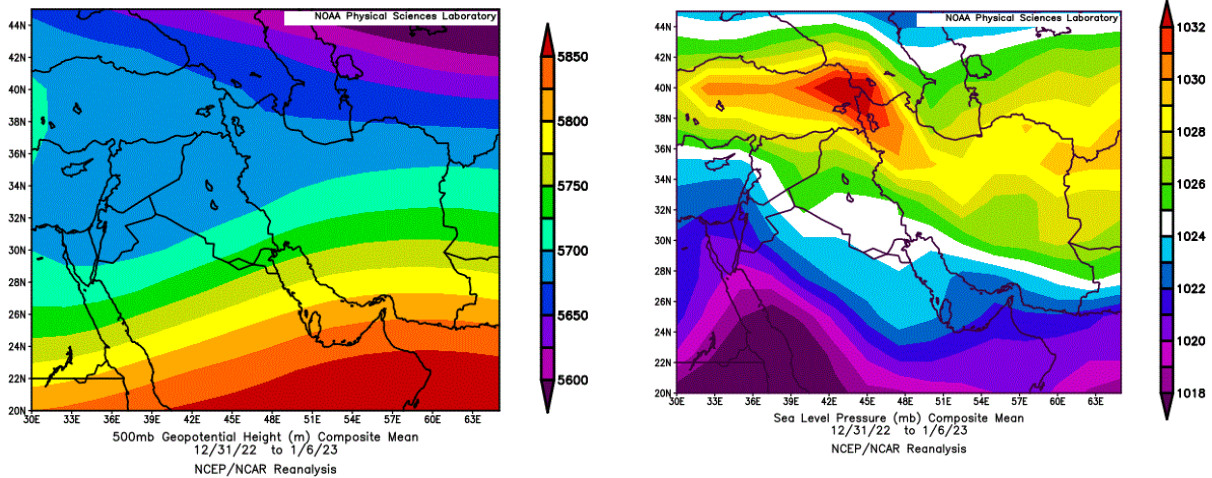 NOAA Physical Sciences Laboratory
44N
42N
40N
38N
36N
34N
32N
30N
28N
26N
24N
22N
20N
30E 33E 36E 39E 42E 45E 48E 51E 54E 57E 60E 63E
5850
5800
5750
5700
5650
5600
500mb Geopotential Height (m) Composite Mean
12/31/22 to 1/6/23
NCEP/NCAR Reanalysis
NOAA Physical Sciences Laboratory
44N
42N
40N
38N
36N
34N
32N
30N
28N
26N
24N
22N
20N
30E 33E 36E 39E 42E 45E 48E 51E 54E 57E 60E 63E
1032
1030
1028
1026
1024
1022
1020
1018
Sea Level Pressure (mb) Composite Mean
12/31/22 to 1/6/23
NCEP/NCAR Reanalysis